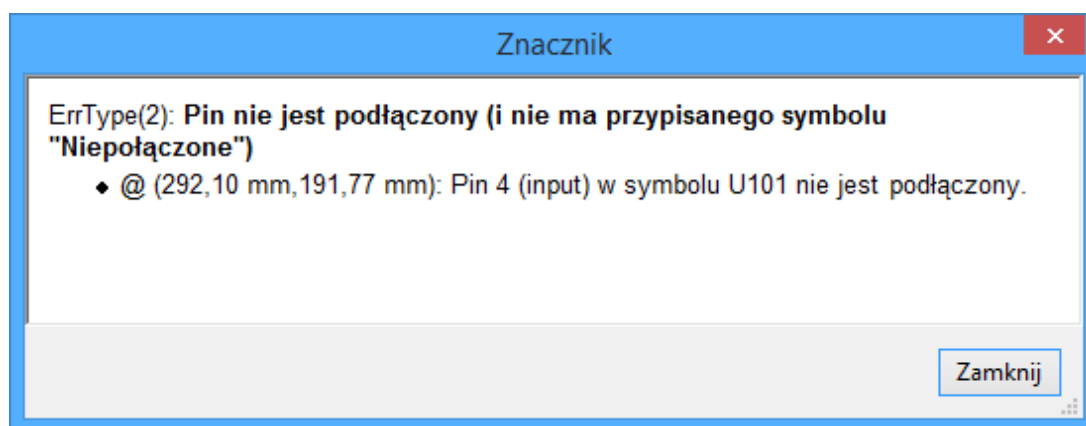 Znacznik
ErrType(2): Pin nie jest podłączony (i nie ma przypisanego symbolu
"Niepołączone")
◆ @ (292,10 mm,191,77 mm): Pin 4 (input) w symbolu U101 nie jest podłączony.
Zamknij